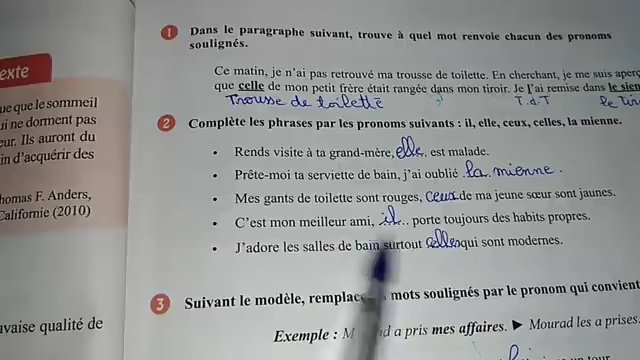 1 Dans le paragraphe suivant, trouve à quel mot renvoie chacun des pronoms
soulignés.
exte
Ce matin, je n'ai pas retrouvé ma trousse de toilette. En cherchant, je me suis aperç
que celle de mon petit frère était rangée dans mon tiroir. Je l'ai remise dans le sien
Trousse de toilette T.d.T le tir
ue que le sommeil
ui ne dorment pas
eur. Ils auront du
in d'acquérir des
homas F. Anders,
Californie (2010)
nvaise qualité de
2 Complète les phrases par les pronoms suivants : il, elle, ceux, celles, la mienne.
• Rends visite à ta grand-mère, elle. est malade.
• Prête-moi ta serviette de bain, j'ai oublié .la mienne.
• Mes gants de toilette sont rouges, ceux de ma jeune sœur sont jaunes.
• C'est mon meilleur ami, .il.. porte toujours des habits propres.
• J'adore les salles de bain surtout celles qui sont modernes.
3 Suivant le modèle, remplace mots soulignés par le pronom qui convient
Exemple : M d a pris mes affaires. ► Mourad les a prises.
un tour